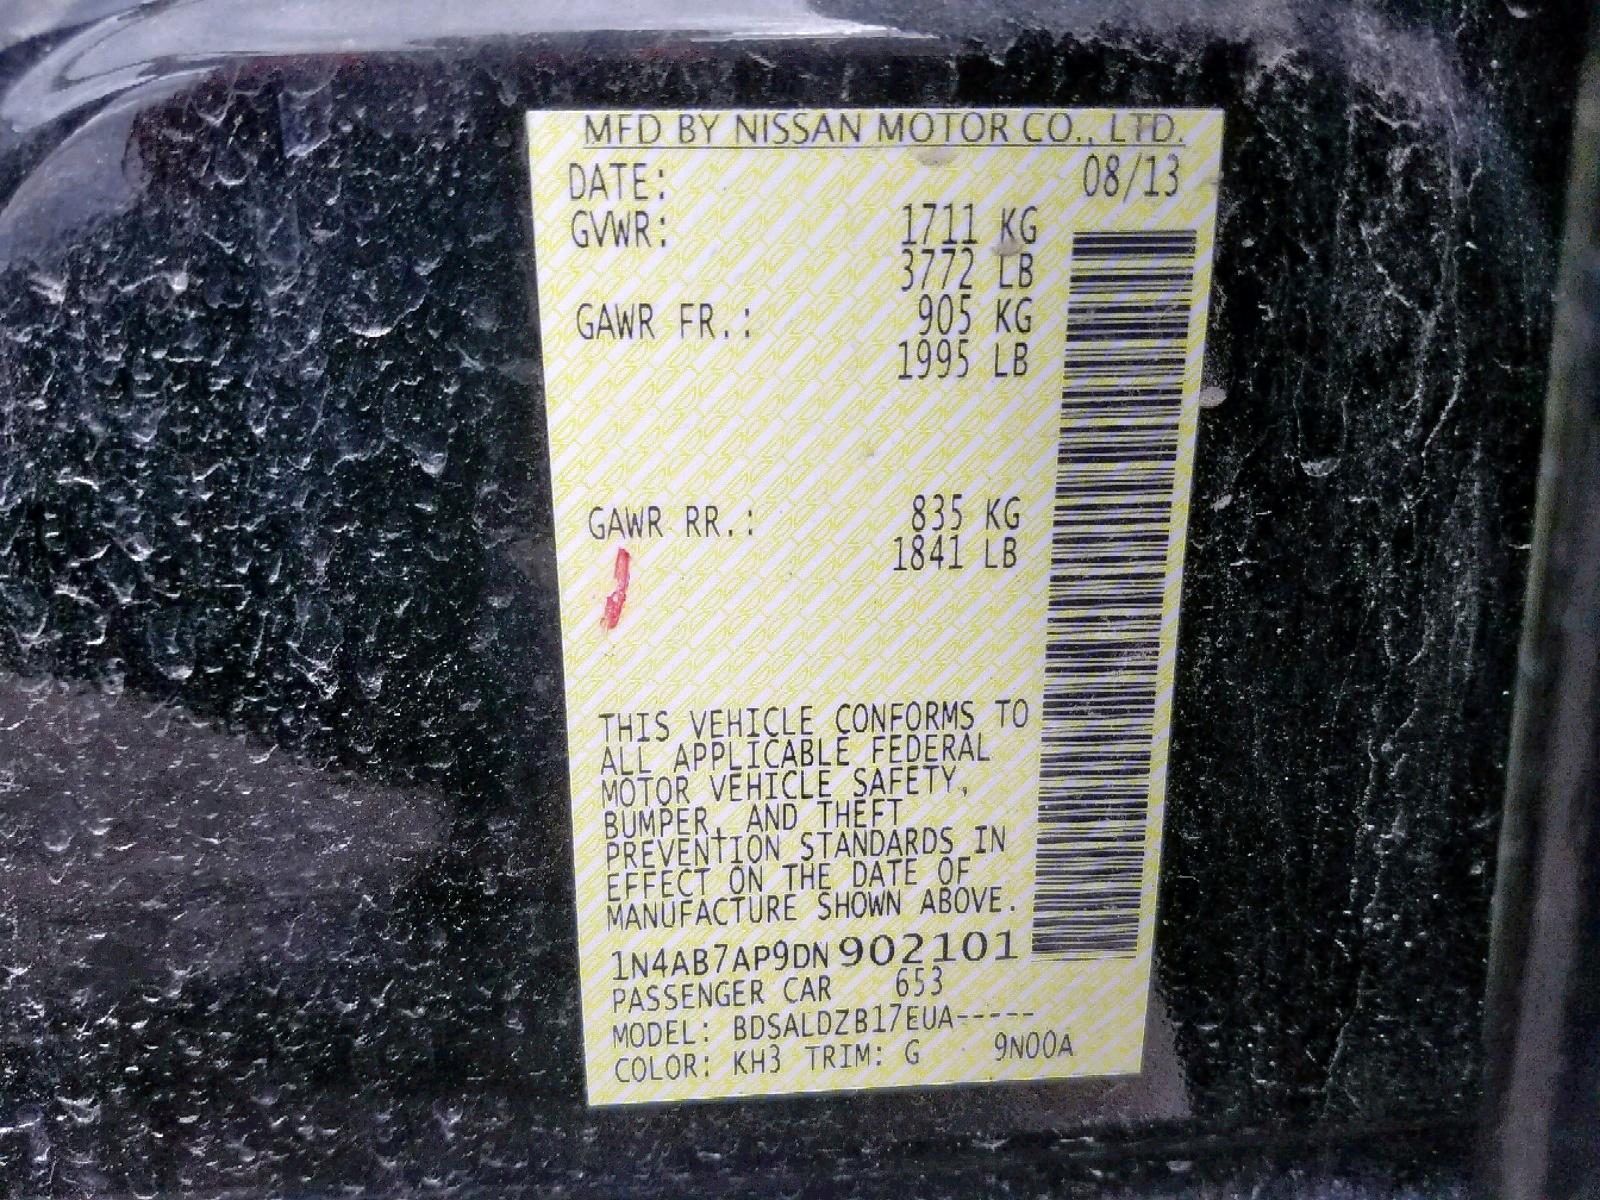 MFD BY NISSAN MOTOR CO., LTD.
DATE: 08/13
GVWR: 1711 KG
3772 LB
GAWR FR.: 905 KG
1995 LB
GAWR RR.: 835 KG
1841 LB
THIS VEHICLE CONFORMS TO
ALL APPLICABLE FEDERAL
MOTOR VEHICLE SAFETY,
BUMPER, AND THEFT
PREVENTION STANDARDS IN
EFFECT ON THE DATE OF
MANUFACTURE SHOWN ABOVE.
1N4AB7AP9DN902101
PASSENGER CAR 653
MODEL: BDSALDZB17EUA-----
COLOR: KH3 TRIM: G 9N00A